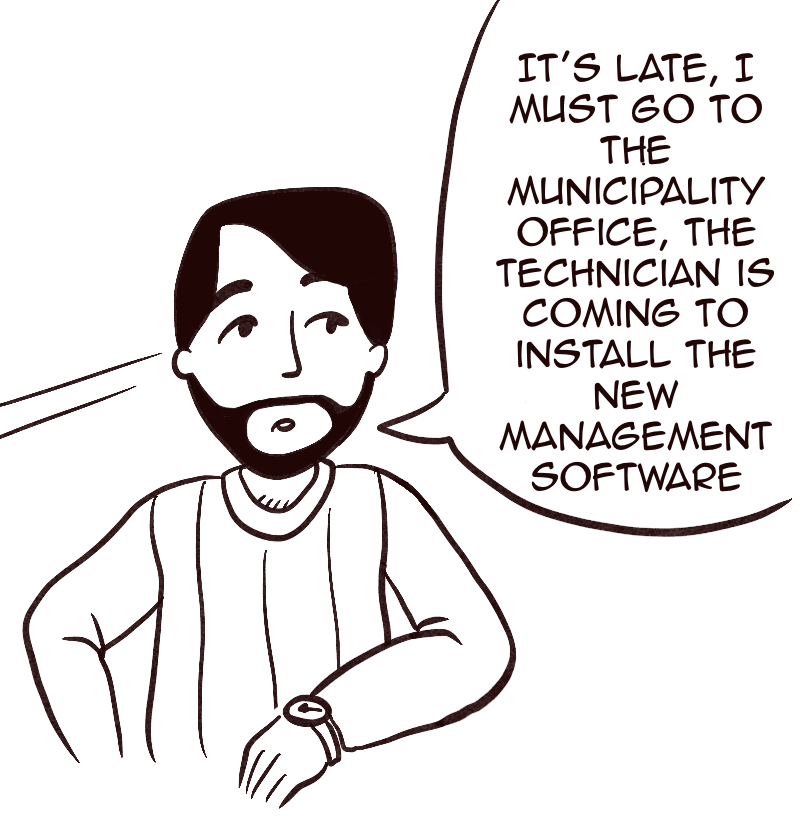 IT'S LATE, I
MUST GO TO
THE
MUNICIPALITY
OFFICE, THE
TECHNICIAN IS
COMING TO
INSTALL THE
NEW
MANAGEMENT
SOFTWARE